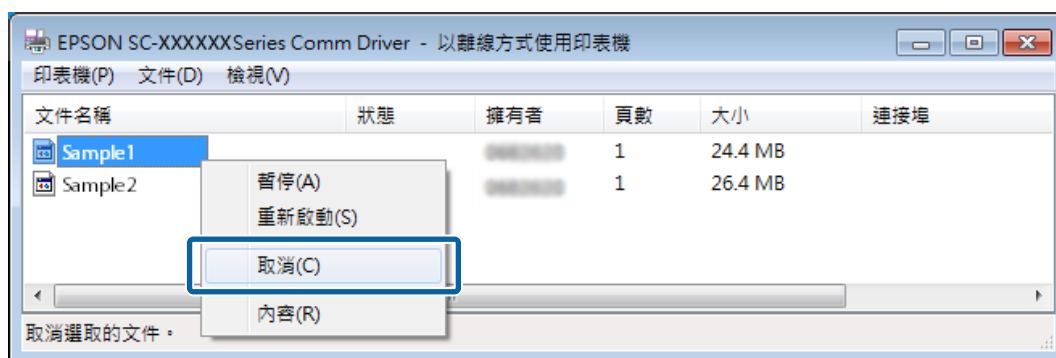 EPSON SC-XXXXXXSeries Comm Driver - 以離線方式使用印表機
印表機(P) 文件(D) 檢視(V)
文件名稱 狀態 擁有者 頁數 大小 連接埠
Sample1 1 24.4 MB
Sample2 1 26.4 MB
暫停(A)
重新啟動(S)
取消(C)
內容(R)
取消選取的文件。